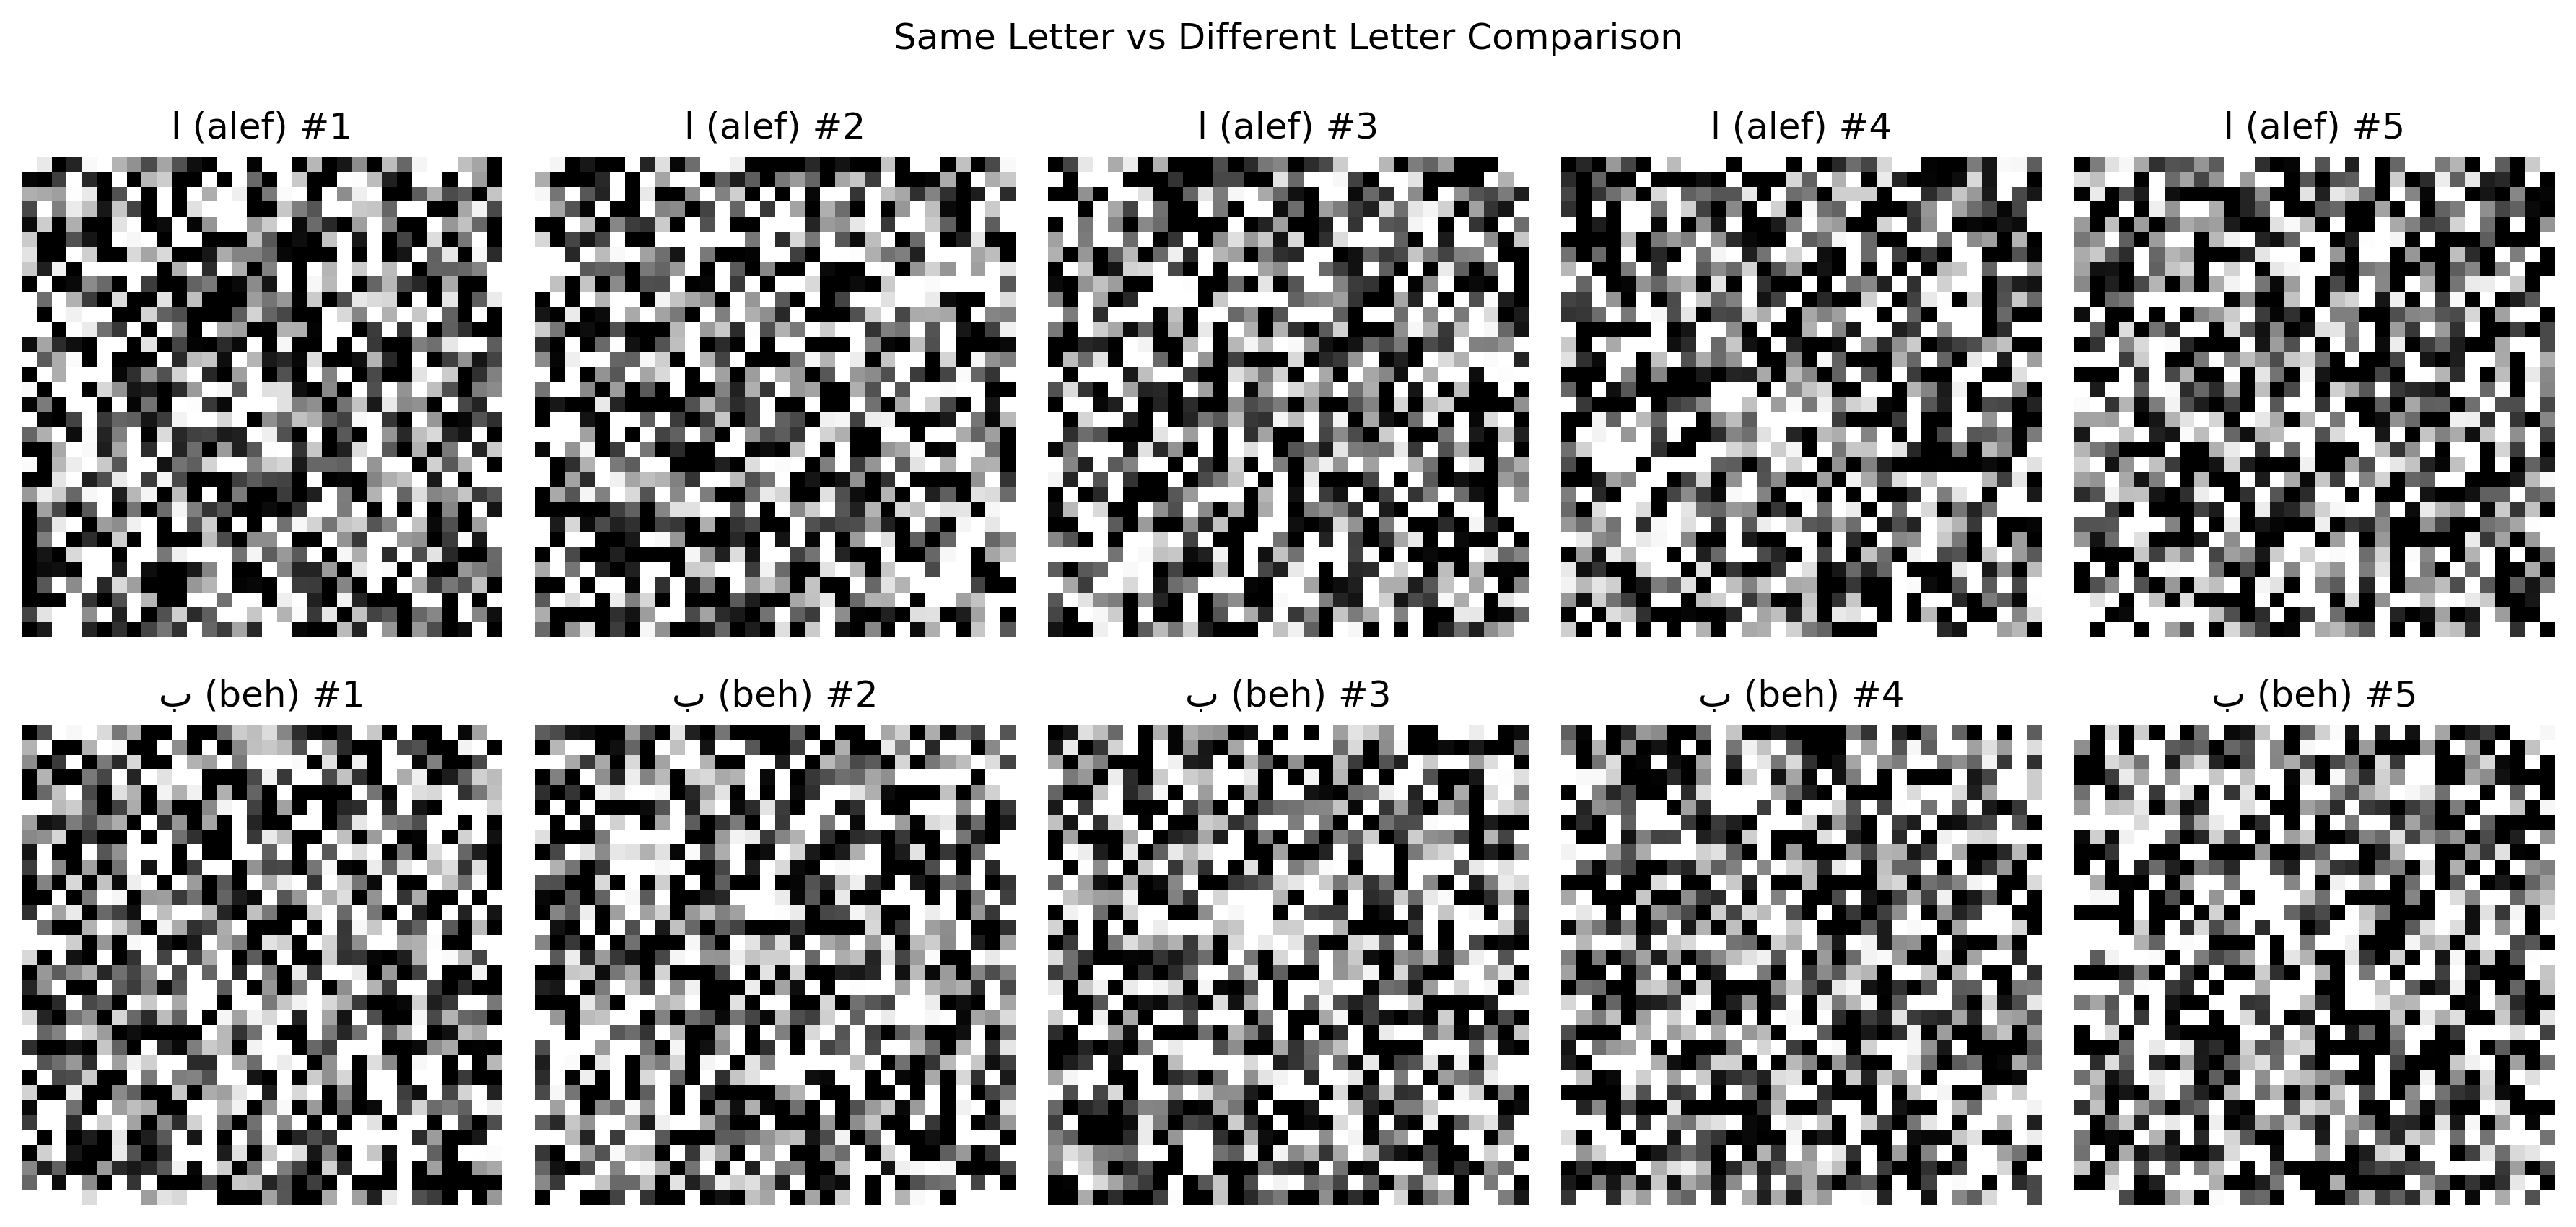 Same Letter vs Different Letter Comparison
ا (alef) #1
ا (alef) #2
ا (alef) #3
ا (alef) #4
ا (alef) #5
ب (beh) #1
ب (beh) #2
ب (beh) #3
ب (beh) #4
ب (beh) #5